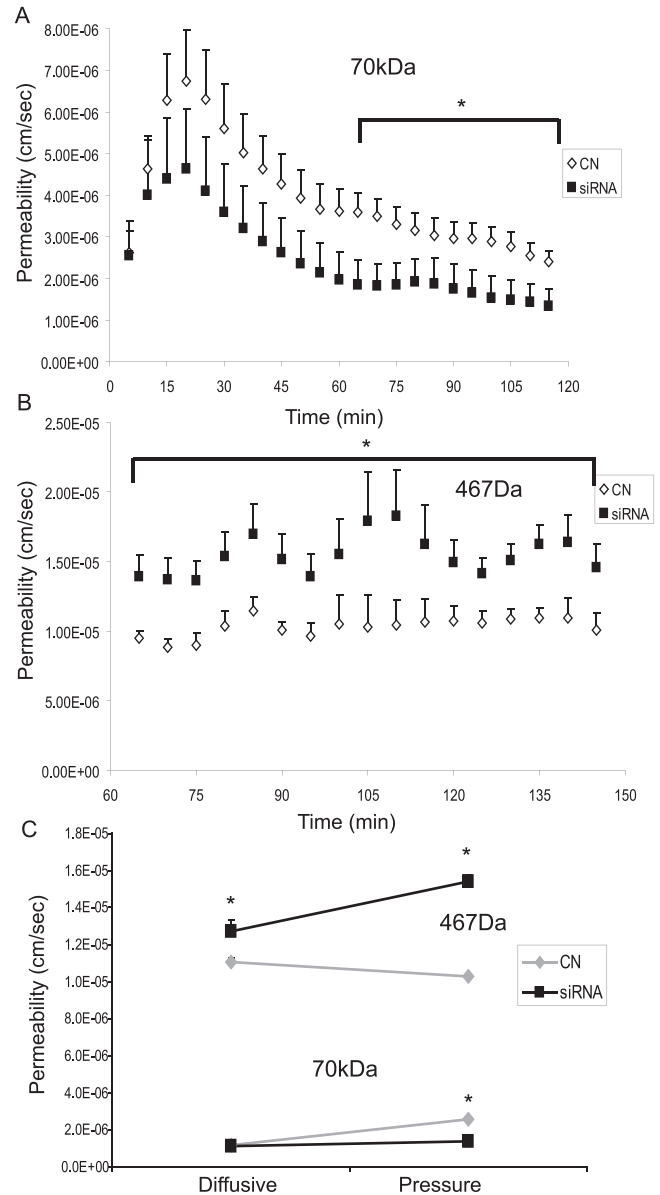 A
8.00E-06
7.00E-06
6.00E-06
5.00E-06
4.00E-06
3.00E-06
2.00E-06
1.00E-06
0.00E+00
Permeability (cm/sec)
70kDa
*
CN
siRNA
0 15 30 45 60 75 90 105 120
Time (min)
B
2.50E-05
2.00E-05
1.50E-05
1.00E-05
5.00E-06
0.00E+00
Permeability (cm/sec)
*
467Da
CN
siRNA
60 75 90 105 120 135 150
Time (min)
C
1.8E-05
1.6E-05
1.4E-05
1.2E-05
1.0E-05
8.0E-06
6.0E-06
4.0E-06
2.0E-06
0.0E+00
Permeability (cm/sec)
*
*
467Da
CN
siRNA
70kDa
*
Diffusive Pressure